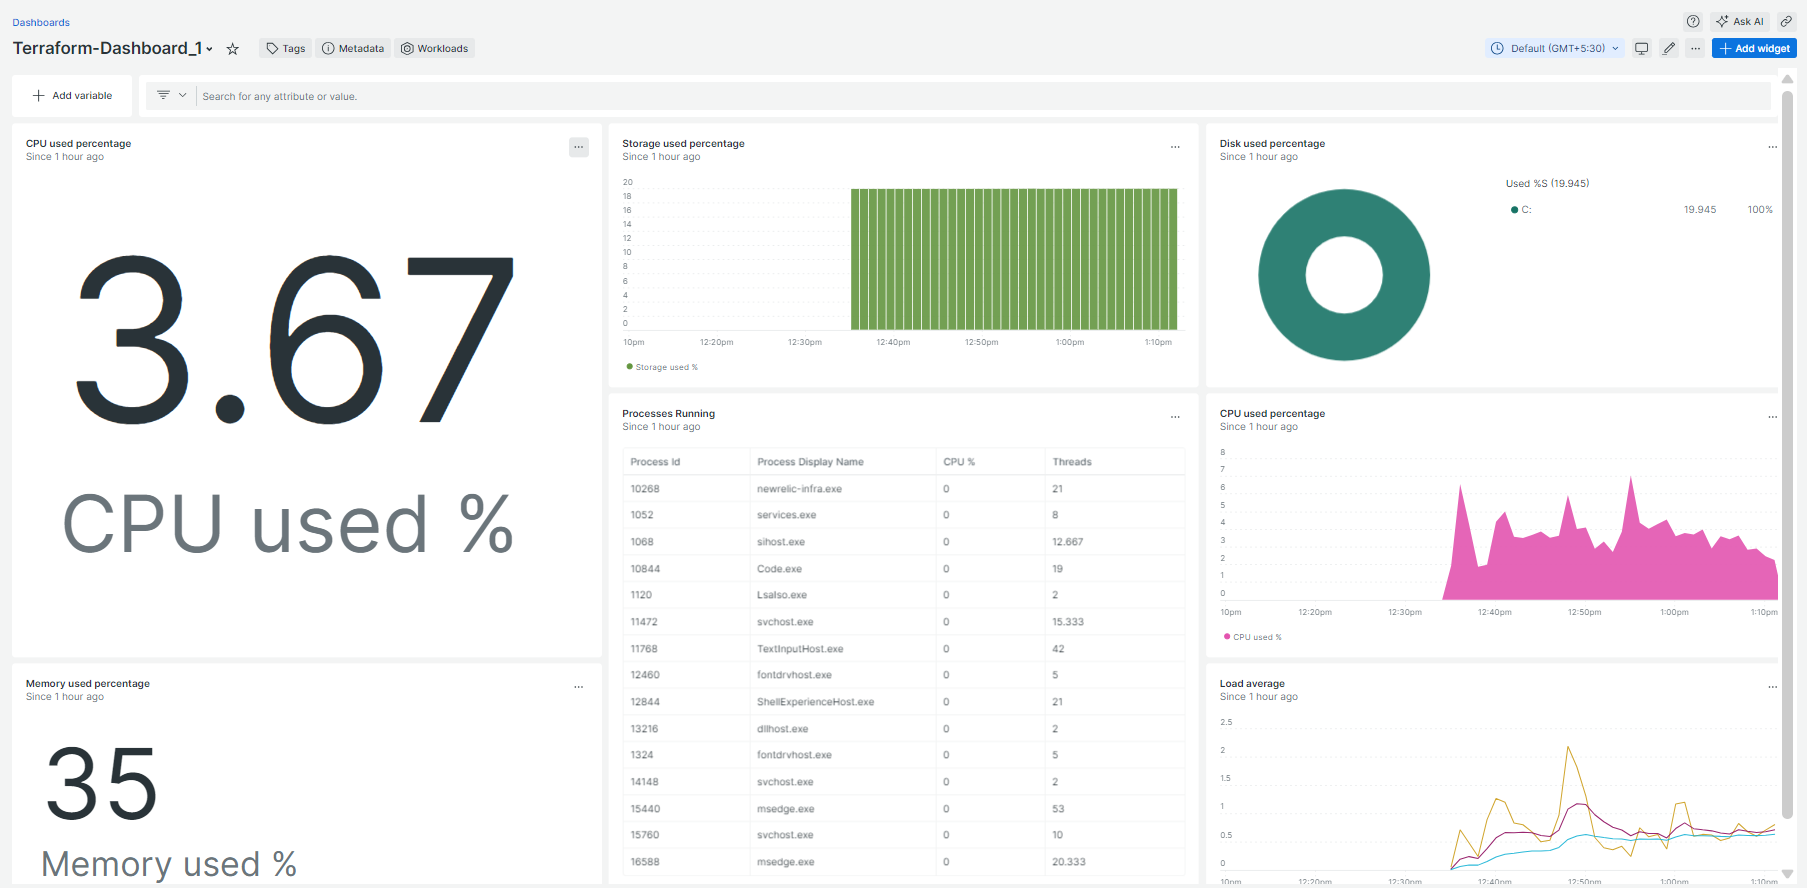 Dashboards
Ask AI
Terraform-Dashboard_1
Tags
Metadata
Workloads
Default (GMT+5:30)
Add widget
Add variable
Search for any attribute or value.
CPU used percentage
Since 1 hour ago
3.67
CPU used %
Storage used percentage
Since 1 hour ago
20
18
16
14
12
10
8
6
4
2
0
10pm 12:20pm 12:30pm 12:40pm 12:50pm 1:00pm 1:10pm
Storage used %
Disk used percentage
Since 1 hour ago
Used %S (19.945)
C: 19.945 100%
Processes Running
Since 1 hour ago
Process Id Process Display Name CPU % Threads
10268 newrelic-infra.exe 0 21
1052 services.exe 0 8
1068 sihost.exe 0 12.667
10844 Code.exe 0 19
1120 LsaIso.exe 0 2
11472 svchost.exe 0 15.333
11768 TextInputHost.exe 0 42
12460 fontdrvhost.exe 0 5
12844 ShellExperienceHost.exe 0 21
13216 dllhost.exe 0 2
1324 fontdrvhost.exe 0 5
14148 svchost.exe 0 2
15440 msedge.exe 0 53
15760 svchost.exe 0 10
16588 msedge.exe 0 20.333
CPU used percentage
Since 1 hour ago
8
7
6
5
4
3
2
1
0
10pm 12:20pm 12:30pm 12:40pm 12:50pm 1:00pm 1:10pm
CPU used %
Memory used percentage
Since 1 hour ago
35
Memory used %
Load average
Since 1 hour ago
2.5
2
1.5
1
0.5
0
10pm 12:20pm 12:30pm 12:40pm 12:50pm 1:00pm 1:10pm